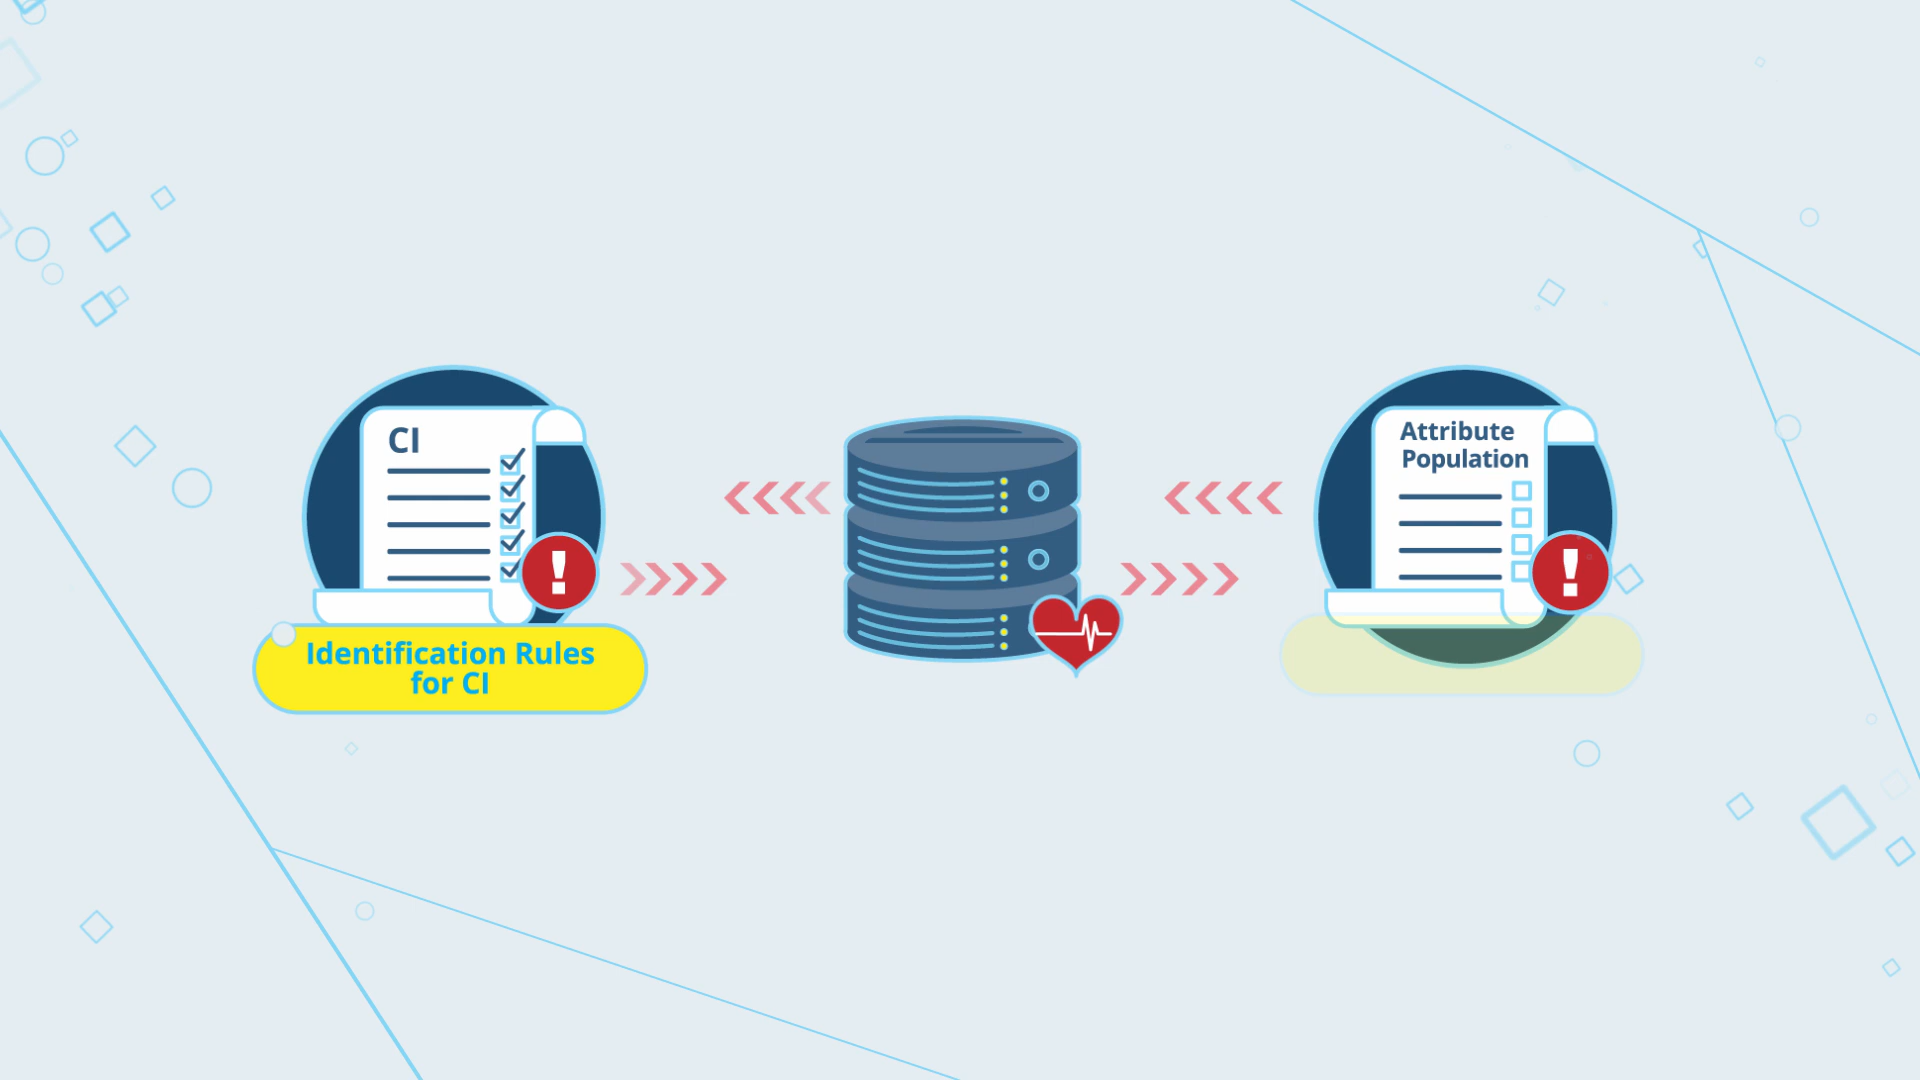 CI
Identification Rules
for CI
Attribute
Population